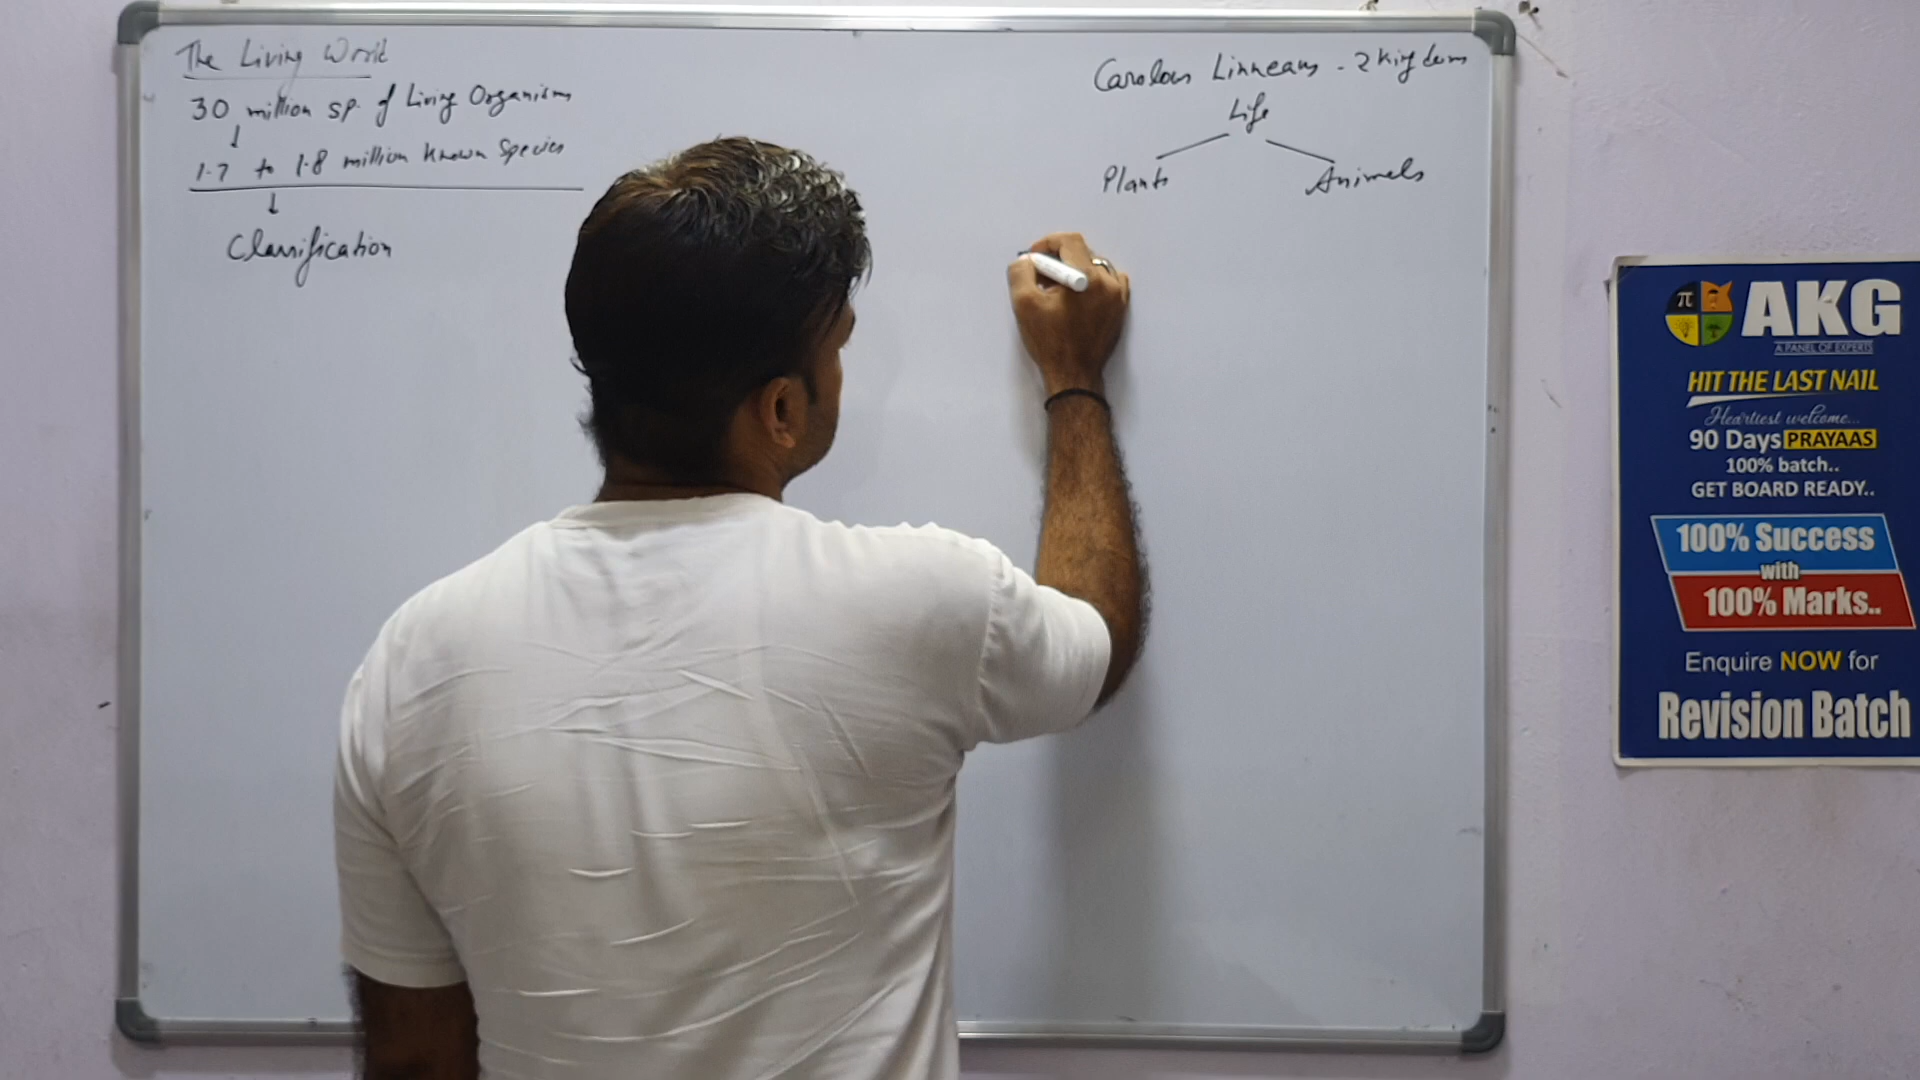 The Living World
30 million sp. of Living Organisms
1.7 to 1.8 million known Species
Classification
Carolous Linneaus - 2 kingdoms
Life
Plants Animals
π
AKG
A PANEL OF EXPERTS
HIT THE LAST NAIL
Heartiest welcome...
90 Days PRAYAAS
100% batch..
GET BOARD READY..
100% Success
with
100% Marks..
Enquire NOW for
Revision Batch